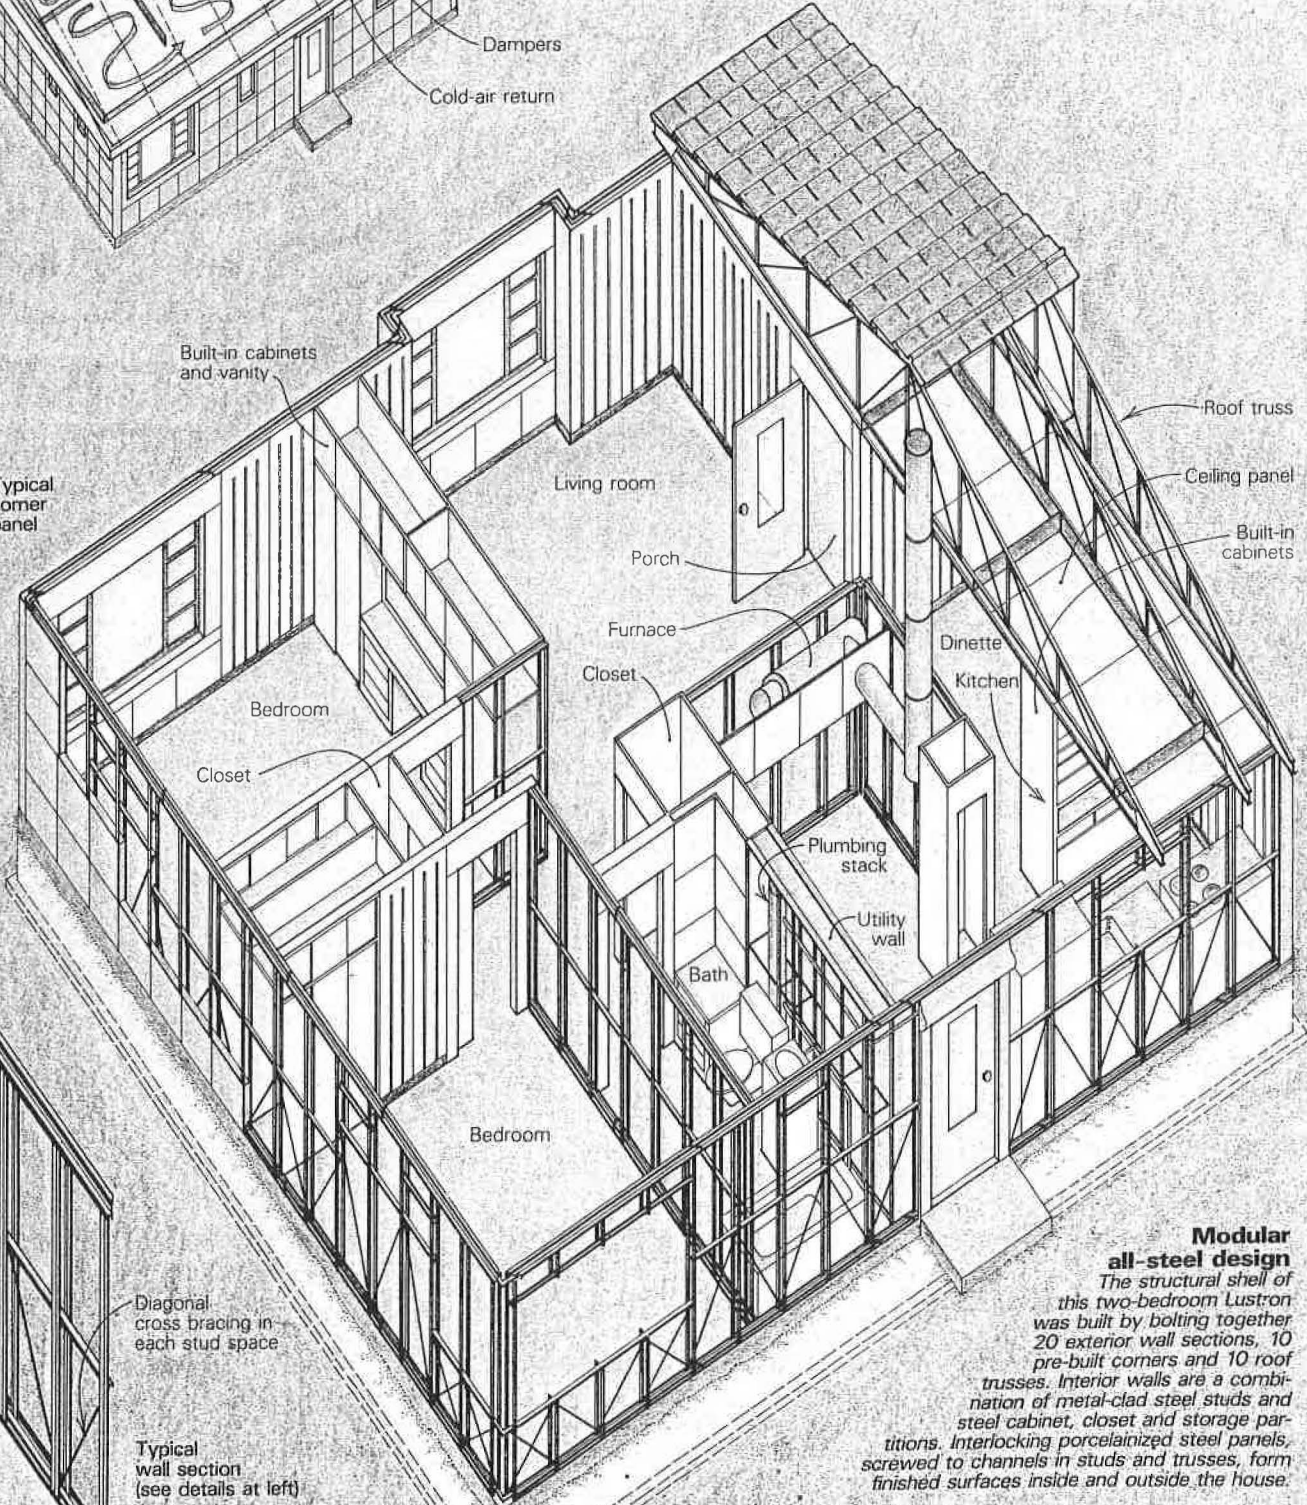 Dampers
Cold-air return
Built-in cabinets
and vanity
Roof truss
Living room
Ceiling panel
Built-in
cabinets
Porch
Furnace
Dinette
Closet
Kitchen
Bedroom
Closet
Plumbing
stack
Utility
wall
Bath
Bedroom
Diagonal
cross bracing in
each stud space
Typical
wall section
(see details at left)
Modular
all-steel design
The structural shell of
this two-bedroom Lustron
was built by bolting together
20 exterior wall sections, 10
pre-built corners and 10 roof
trusses. Interior walls are a combi-
nation of metal-clad steel studs and
steel cabinet, closet and storage par-
titions. Interlocking porcelainized steel panels,
screwed to channels in studs and trusses, form
finished surfaces inside and outside the house.